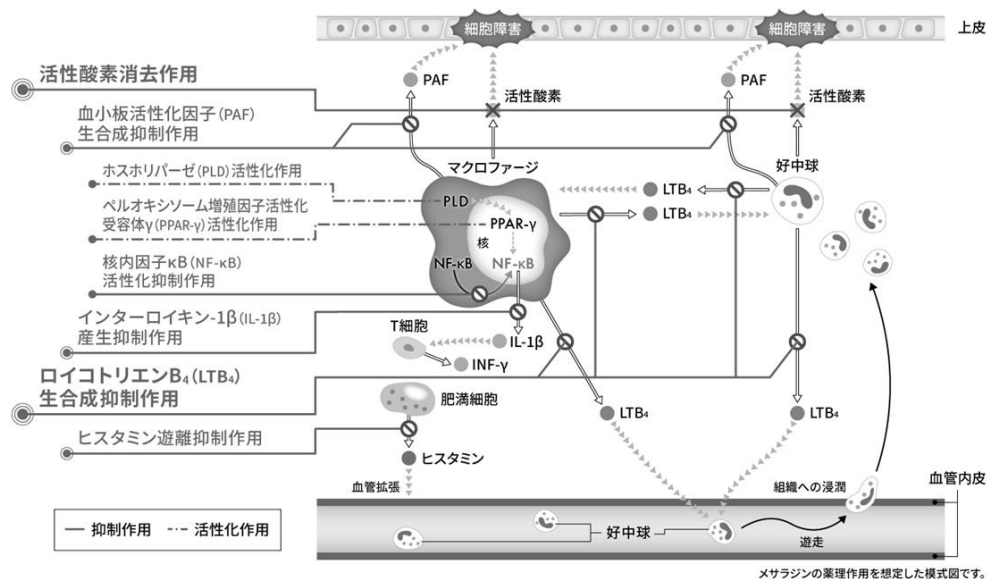 細胞障害
細胞障害
上皮
活性酸素消去作用
PAF
PAF
活性酸素
活性酸素
血小板活性化因子(PAF)
生合成抑制作用
マクロファージ
好中球
ホスホリパーゼ(PLD)活性化作用
PLD
LTB₄
LTB₄
ペルオキシソーム増殖因子活性化
受容体γ(PPAR-γ)活性化作用
PPAR-γ
核
NF-κB
NF-κB
核内因子κB(NF-κB)
活性化抑制作用
インターロイキン-1β(IL-1β)
産生抑制作用
T細胞
IL-1β
INF-γ
ロイコトリエンB₄(LTB₄)
生合成抑制作用
肥満細胞
LTB₄
LTB₄
ヒスタミン遊離抑制作用
ヒスタミン
血管拡張
組織への浸潤
血管内皮
抑制作用
活性化作用
好中球
遊走
メサラジンの薬理作用を想定した模式図です。